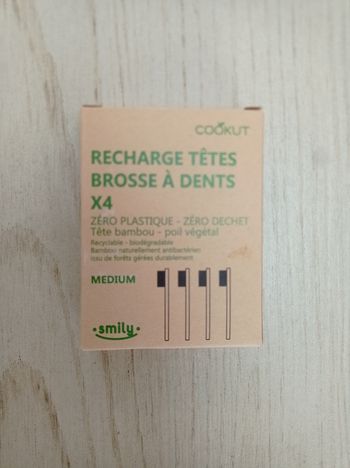 COOKUT
RECHARGE TÊTES
BROSSE À DENTS
X4
ZÉRO PLASTIQUE - ZÉRO DECHET
Tête bambou - poil végétal
Recyclable - biodégradable
Bambou naturellement antibactérien
Issu de forêts gérées durablement
MEDIUM
smily